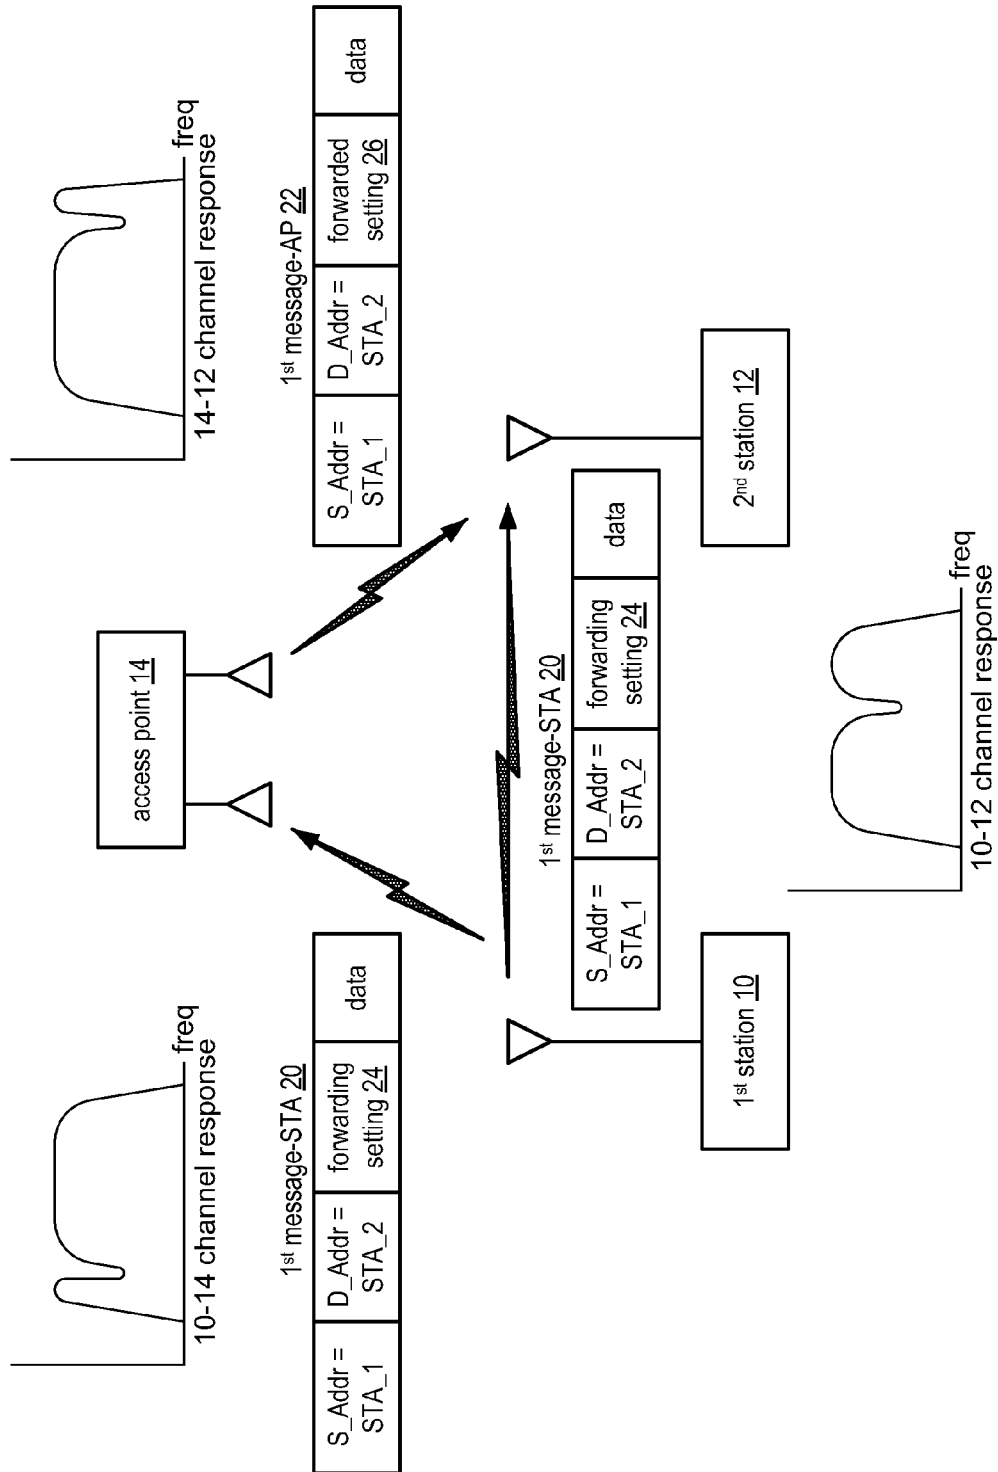 freq
10-14 channel response
freq
14-12 channel response
1st message-STA 20
S_Addr =
STA_1
D_Addr =
STA_2
forwarding
setting 24
data
access point 14
1st message-AP 22
S_Addr =
STA_1
D_Addr =
STA_2
forwarded
setting 26
data
1st message-STA 20
S_Addr =
STA_1
D_Addr =
STA_2
forwarding
setting 24
data
1st station 10
2nd station 12
freq
10-12 channel response